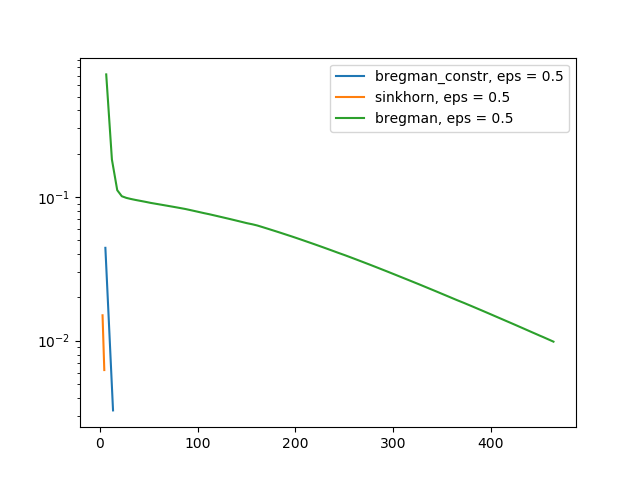 bregman_constr, eps = 0.5
sinkhorn, eps = 0.5
bregman, eps = 0.5
10⁻¹
10⁻²
0 100 200 300 400